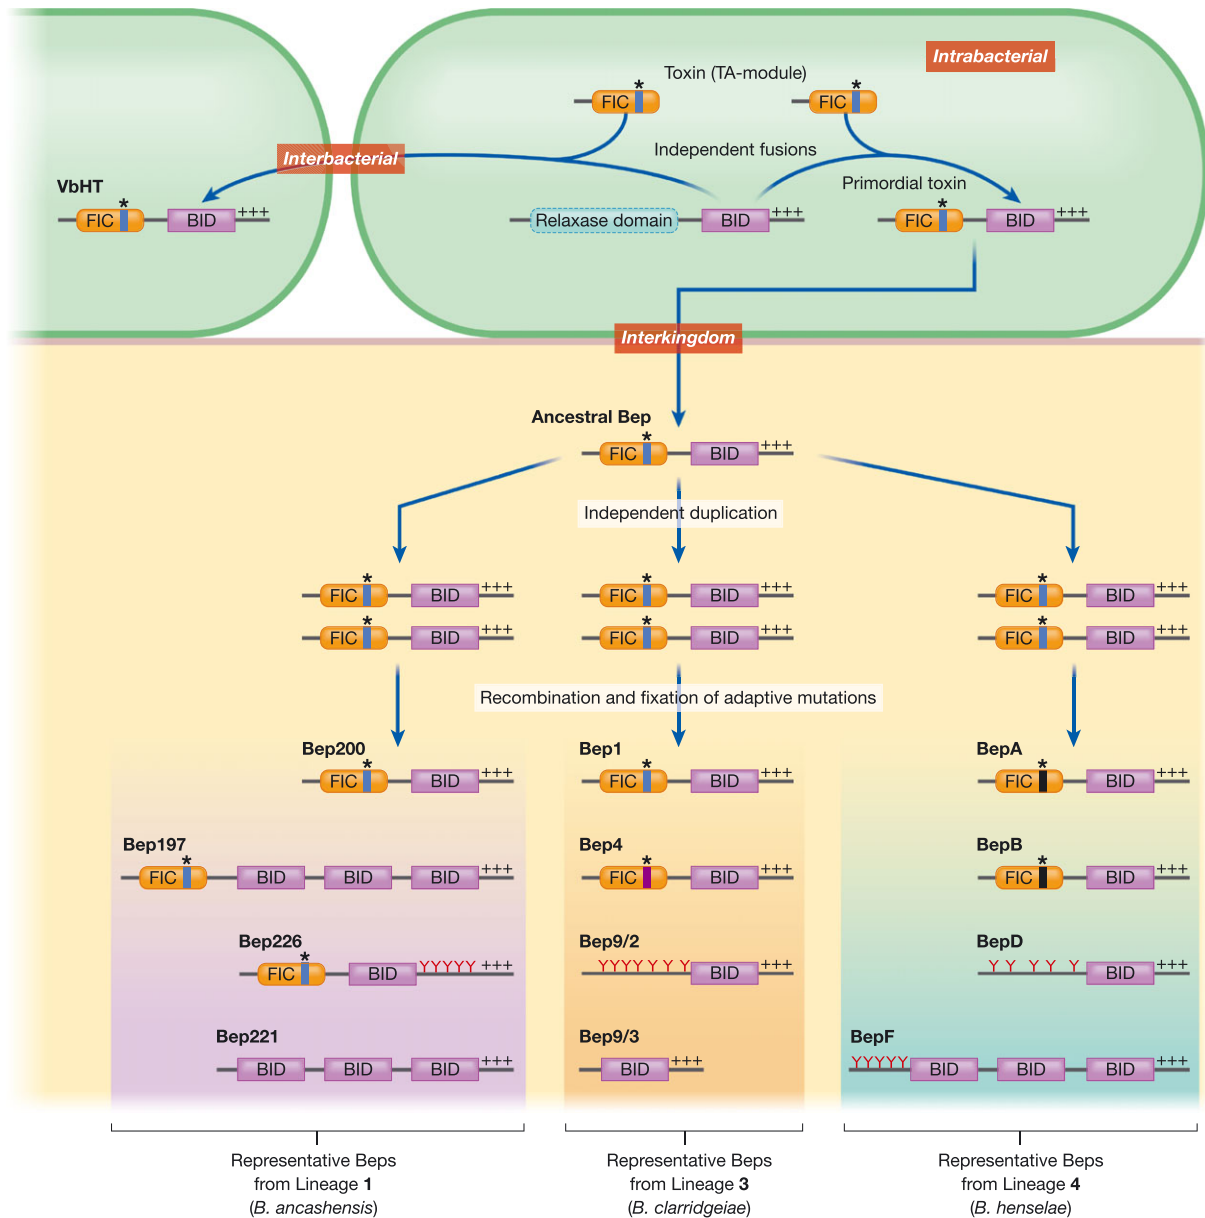 Intrabacterial
Toxin (TA-module)
*
FIC
*
FIC
Independent fusions
Interbacterial
VbHT
*
FIC
BID
+++
Relaxase domain
BID
+++
Primordial toxin
*
FIC
BID
+++
Interkingdom
Ancestral Bep
*
FIC
BID
+++
Independent duplication
*
FIC
BID
+++
*
FIC
BID
+++
*
FIC
BID
+++
*
FIC
BID
+++
*
FIC
BID
+++
*
FIC
BID
+++
Recombination and fixation of adaptive mutations
Bep200
*
FIC
BID
+++
Bep1
*
FIC
BID
+++
BepA
*
FIC
BID
+++
Bep197
*
FIC
BID
BID
BID
+++
Bep4
*
FIC
BID
+++
BepB
*
FIC
BID
+++
Bep226
*
FIC
BID
YYYYY
+++
Bep9/2
YYYY Y Y Y
BID
+++
BepD
Y Y Y Y Y
BID
+++
Bep221
BID
BID
BID
+++
Bep9/3
BID
+++
BepF
YYYYY
BID
BID
BID
+++
Representative Beps
from Lineage 1
(B. ancashensis)
Representative Beps
from Lineage 3
(B. clarridgeiae)
Representative Beps
from Lineage 4
(B. henselae)